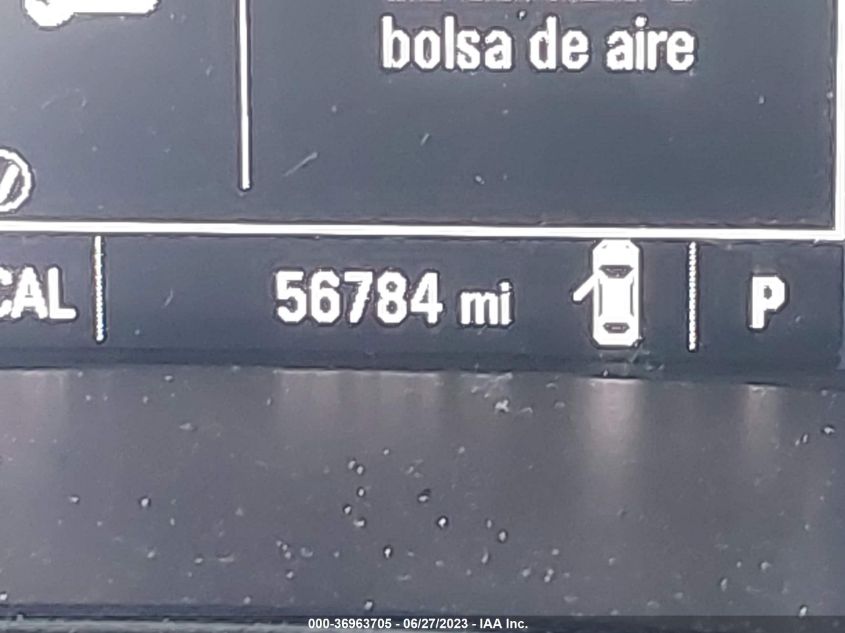 bolsa de aire
CAL
56784 mi
P
000-36963705 - 06/27/2023 - IAA Inc.